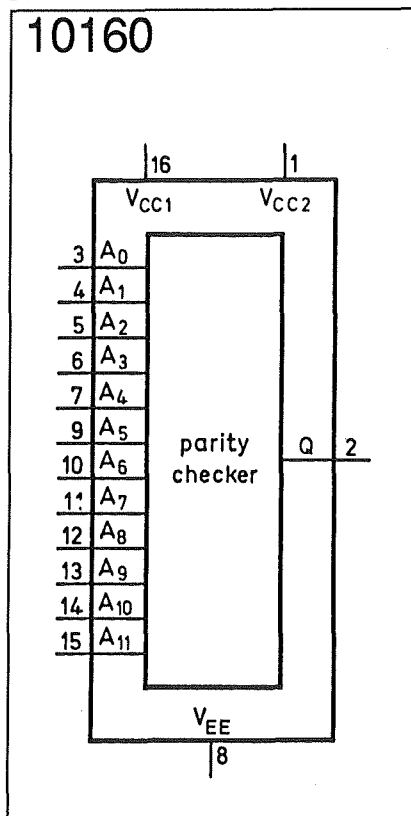 10160
16 1
VCC1 VCC2
3 A0
4 A1
5 A2
6 A3
7 A4
9 A5
10 A6
11 A7
12 A8
13 A9
14 A10
15 A11
parity
checker
Q 2
VEE
8